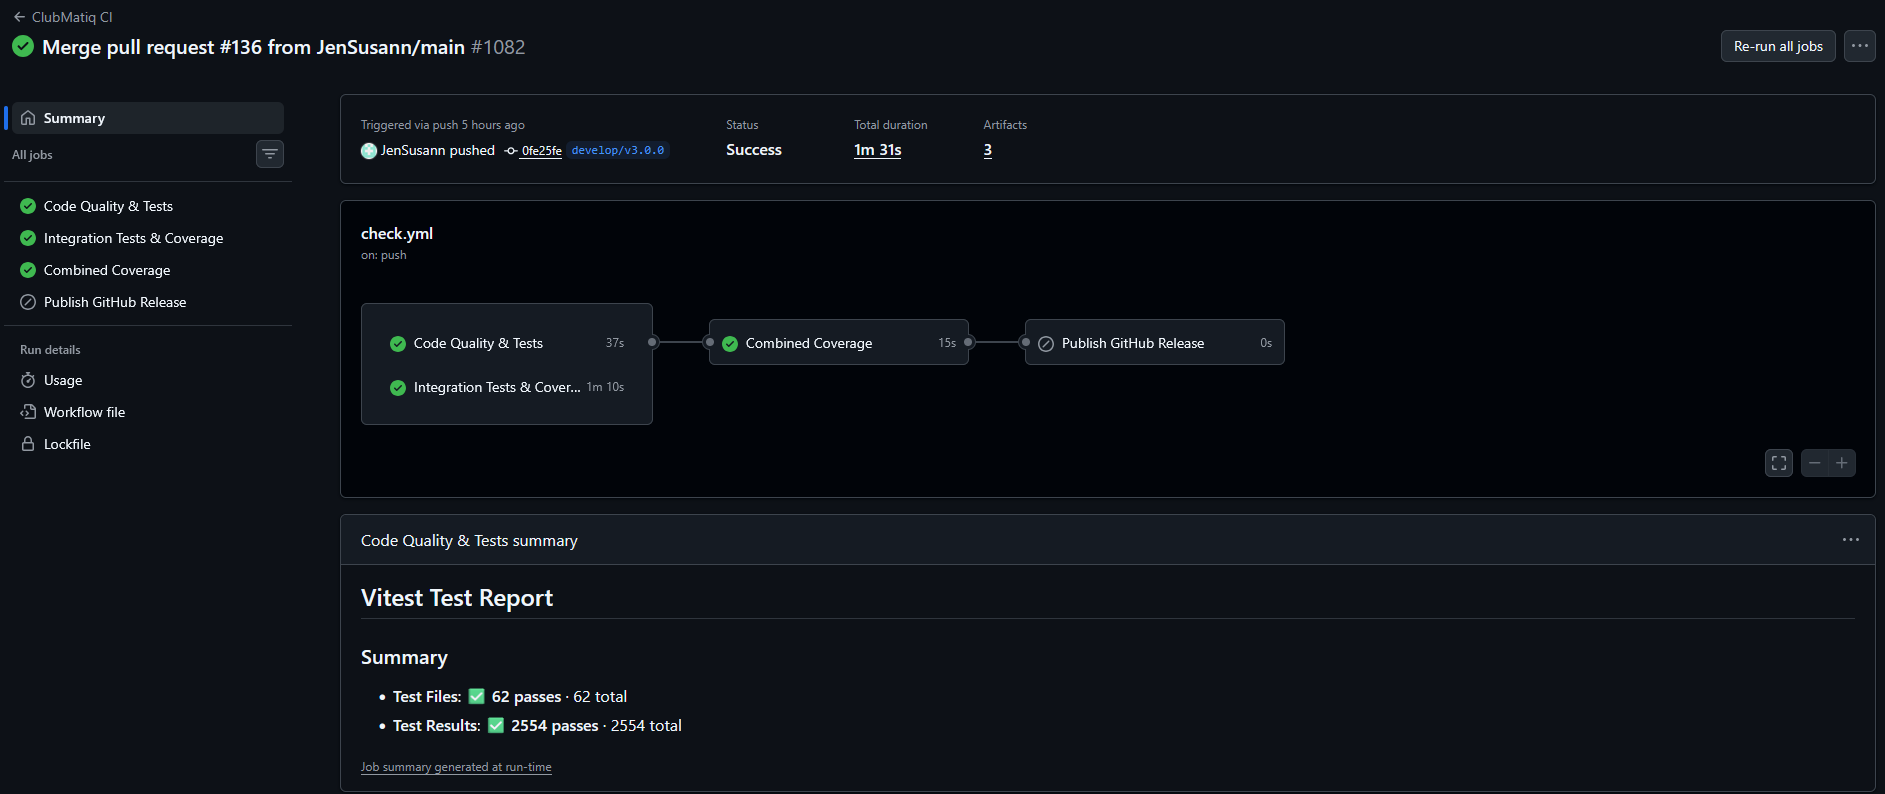 ClubMatiq CI
Merge pull request #136 from JenSusann/main #1082
Re-run all jobs
Summary
All jobs
Code Quality & Tests
Integration Tests & Coverage
Combined Coverage
Publish GitHub Release
Run details
Usage
Workflow file
Lockfile
Triggered via push 5 hours ago
JenSusann pushed 0fe25fe develop/v3.0.0
Status
Success
Total duration
1m 31s
Artifacts
3
check.yml
on: push
Code Quality & Tests 37s
Integration Tests & Cover... 1m 10s
Combined Coverage 15s
Publish GitHub Release 0s
Code Quality & Tests summary
Vitest Test Report
Summary
• Test Files: ✅ 62 passes · 62 total
• Test Results: ✅ 2554 passes · 2554 total
Job summary generated at run-time